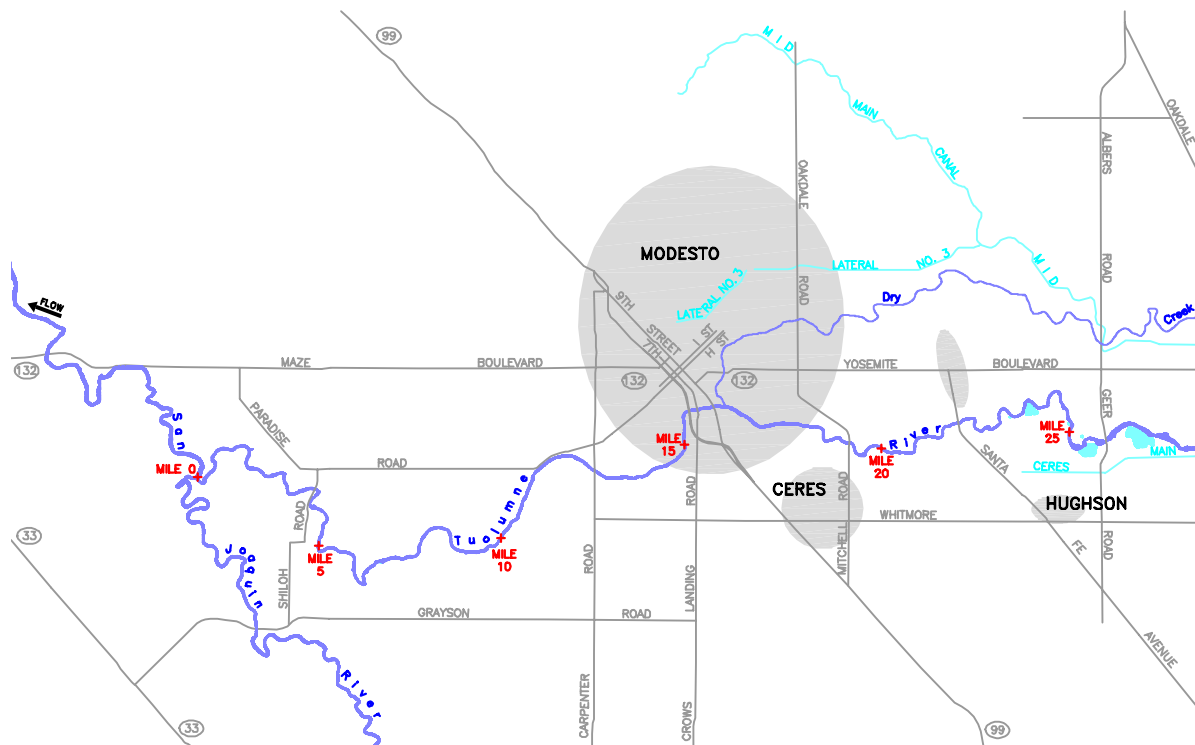 99
MID
MAIN
CANAL
OAKDALE
ALBERS
OAKDALE
MODESTO
LATERAL NO. 3
MID
ROAD
ROAD
LATERAL NO. 3
Dry
Creek
FLOW
9TH
STREET
7TH
I ST
H ST
132
MAZE
BOULEVARD
132
132
YOSEMITE
BOULEVARD
GEER
San
PARADISE
ROAD
MILE 0
MILE
15
River
MILE
20
MILE
25
SANTA
CERES
MAIN
CERES
HUGHSON
ROAD
ROAD
ROAD
WHITMORE
FE
ROAD
33
Joaquin
MILE
5
Tuolumne
MILE
10
ROAD
MITCHELL
SHILOH
GRAYSON
ROAD
LANDING
AVENUE
River
CARPENTER
CROWS
33
99